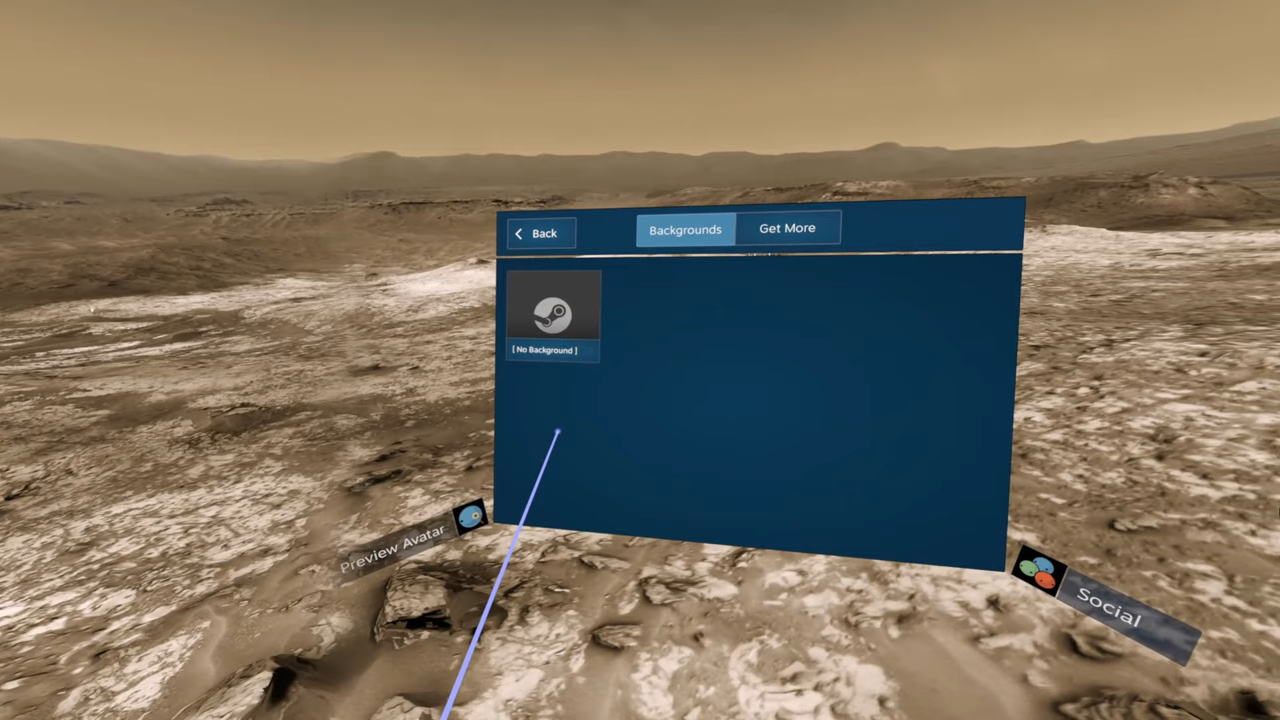 Back
Backgrounds
Get More
[ No Background ]
Preview Avatar
Social